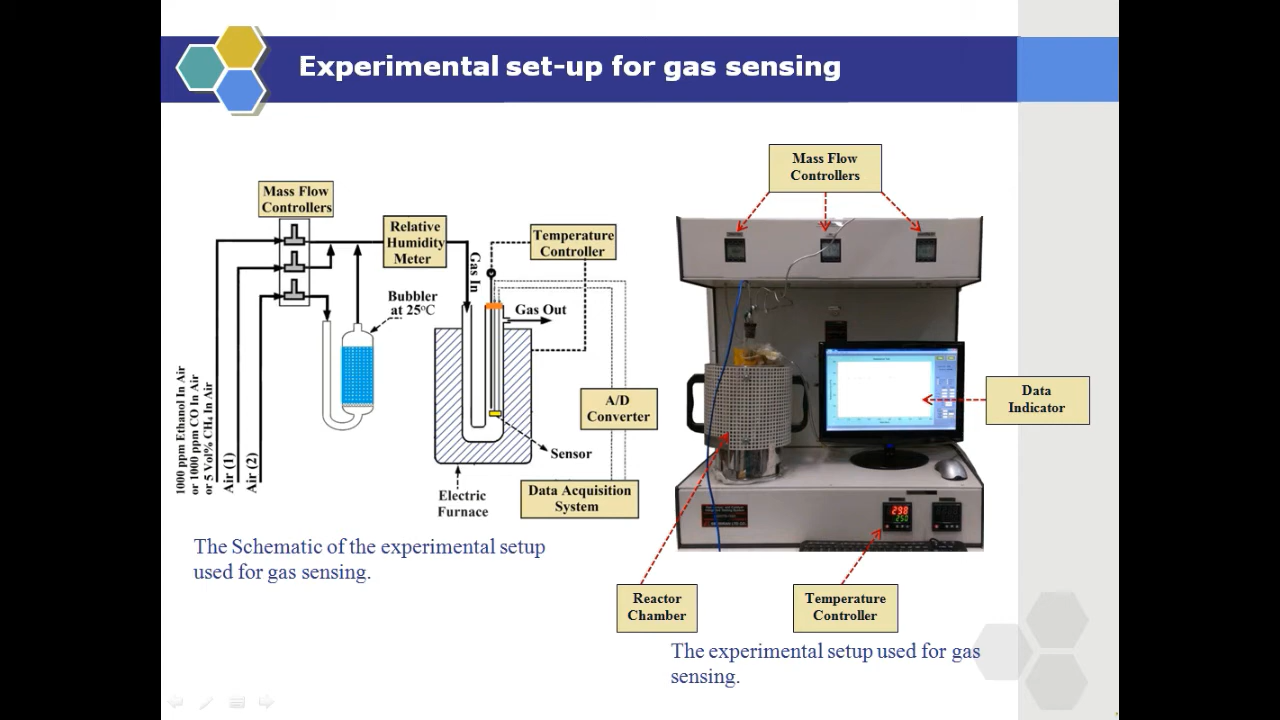 Experimental set-up for gas sensing
Mass Flow
Controllers
Relative
Humidity
Meter
Temperature
Controller
Gas In
Gas Out
Bubbler
at 25°C
1000 ppm Ethanol In Air
or 1000 ppm CO In Air
or 5 Vol% CH₄ In Air
Air (1)
Air (2)
A/D
Converter
Sensor
Electric
Furnace
Data Acquisition
System
The Schematic of the experimental setup
used for gas sensing.
Mass Flow
Controllers
Data
Indicator
298
250
Reactor
Chamber
Temperature
Controller
The experimental setup used for gas
sensing.